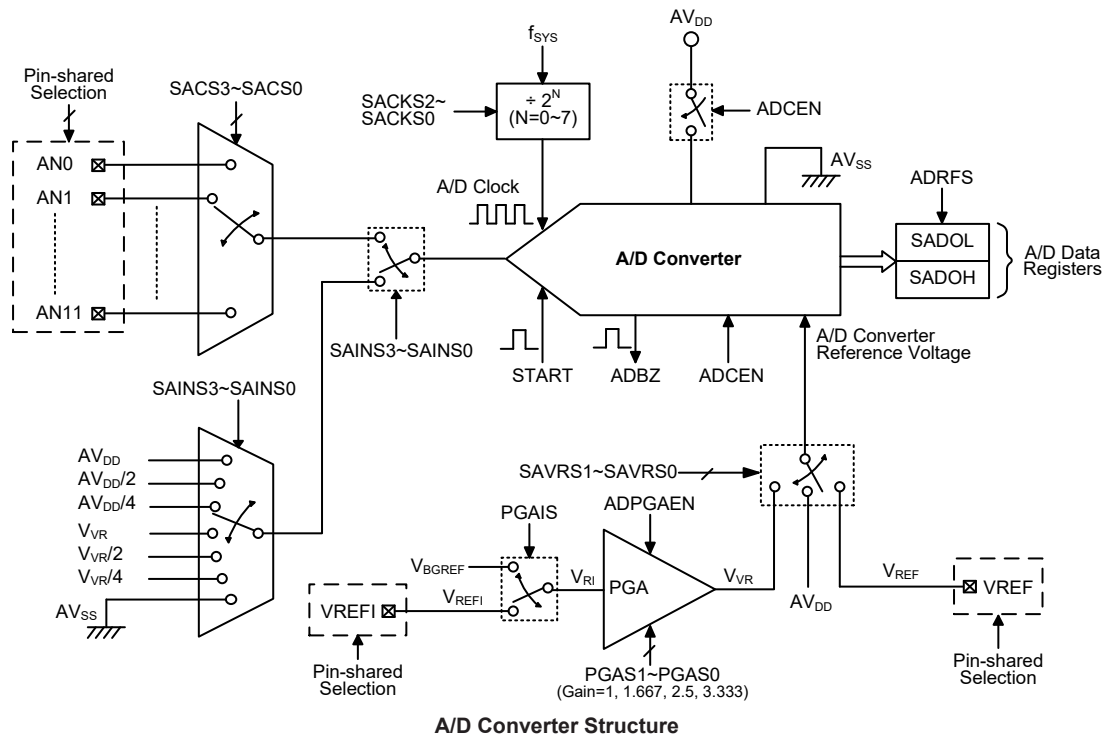 AV_DD
f_SYS
Pin-shared
Selection
SACS3~SACS0
SACKS2~
SACKS0
÷ 2^N
(N=0~7)
ADCEN
AN0
AN1
AN11
A/D Clock
AV_SS
ADRFS
A/D Converter
SADOL
SADOH
A/D Data
Registers
SAINS3~SAINS0
START
ADBZ
ADCEN
A/D Converter
Reference Voltage
SAINS3~SAINS0
AV_DD
AV_DD/2
AV_DD/4
V_VR
V_VR/2
V_VR/4
AV_SS
SAVRS1~SAVRS0
PGAIS
ADPGAEN
V_BGREF
V_REFI
V_RI
PGA
V_VR
AV_DD
V_REF
VREF
VREFI
Pin-shared
Selection
PGAS1~PGAS0
(Gain=1, 1.667, 2.5, 3.333)
Pin-shared
Selection
A/D Converter Structure